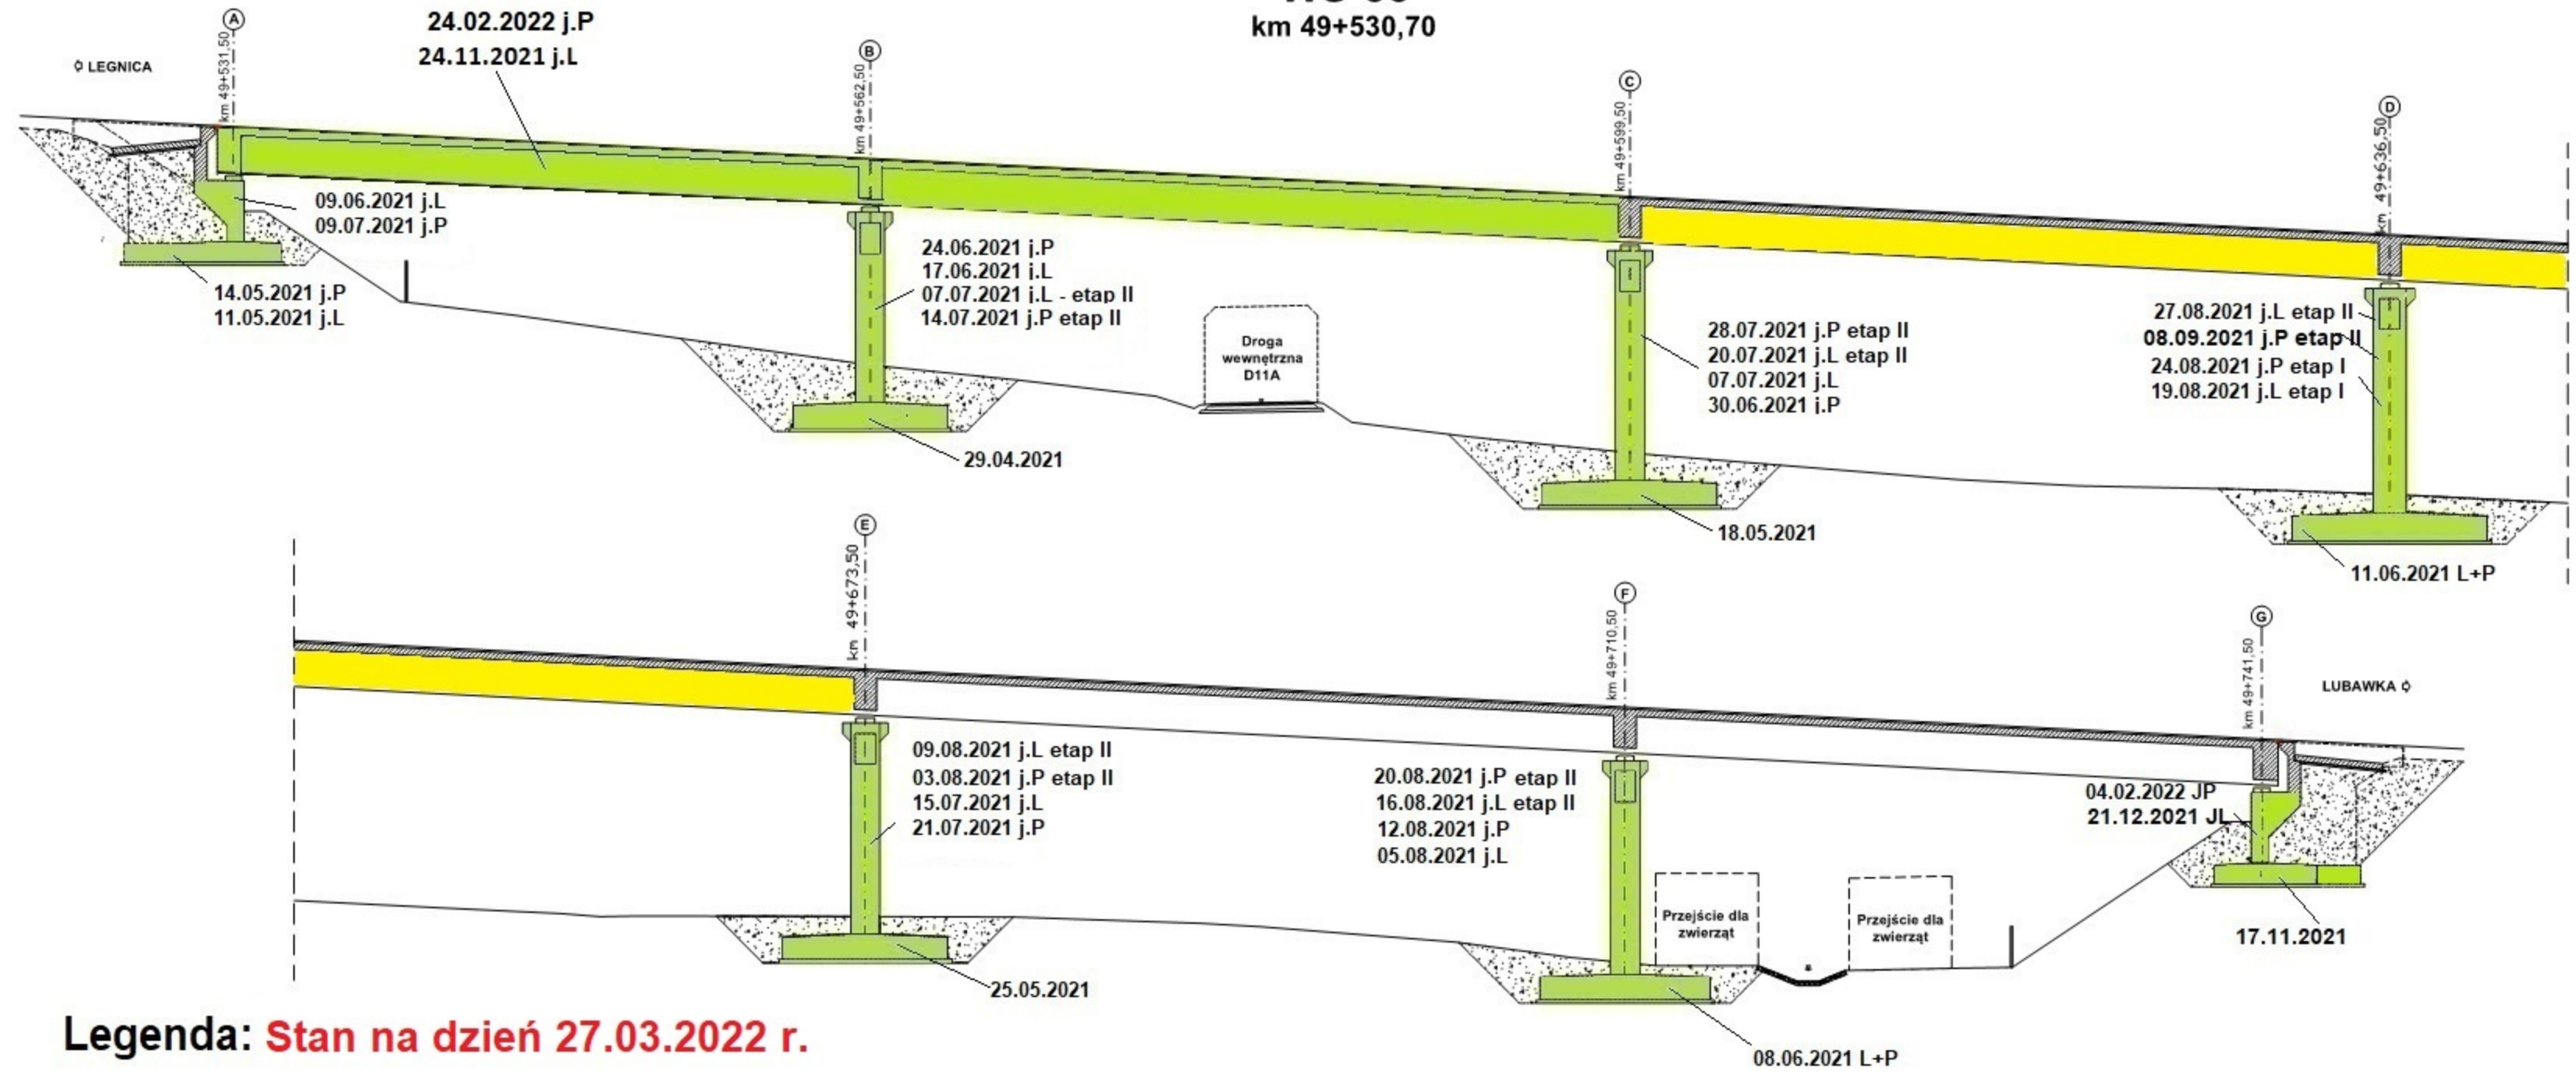 km 49+530,70
A
km 49+531,50
LEGNICA
24.02.2022 j.P
24.11.2021 j.L
B
km 49+562,50
C
km 49+599,50
D
km 49+636,50
09.06.2021 j.L
09.07.2021 j.P
14.05.2021 j.P
11.05.2021 j.L
24.06.2021 j.P
17.06.2021 j.L
07.07.2021 j.L - etap II
14.07.2021 j.P etap II
29.04.2021
Droga
wewnętrzna
D11A
28.07.2021 j.P etap II
20.07.2021 j.L etap II
07.07.2021 j.L
30.06.2021 j.P
18.05.2021
27.08.2021 j.L etap II
08.09.2021 j.P etap II
24.08.2021 j.P etap I
19.08.2021 j.L etap I
11.06.2021 L+P
E
km 49+673,50
F
km 49+710,50
G
km 49+741,50
LUBAWKA
09.08.2021 j.L etap II
03.08.2021 j.P etap II
15.07.2021 j.L
21.07.2021 j.P
25.05.2021
20.08.2021 j.P etap II
16.08.2021 j.L etap II
12.08.2021 j.P
05.08.2021 j.L
08.06.2021 L+P
Przejście dla
zwierząt
Przejście dla
zwierząt
04.02.2022 JP
21.12.2021 JL
17.11.2021
Legenda: Stan na dzień 27.03.2022 r.